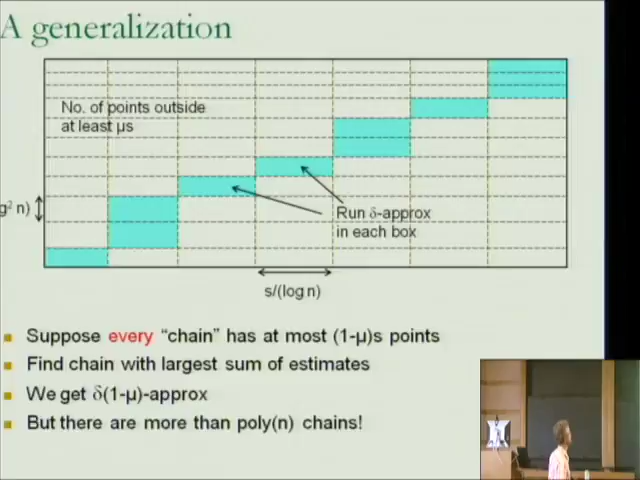 A generalization
No. of points outside
at least μs
g² n)
Run δ-approx
in each box
s/(log n)
Suppose every “chain” has at most (1-μ)s points
Find chain with largest sum of estimates
We get δ(1-μ)-approx
But there are more than poly(n) chains!